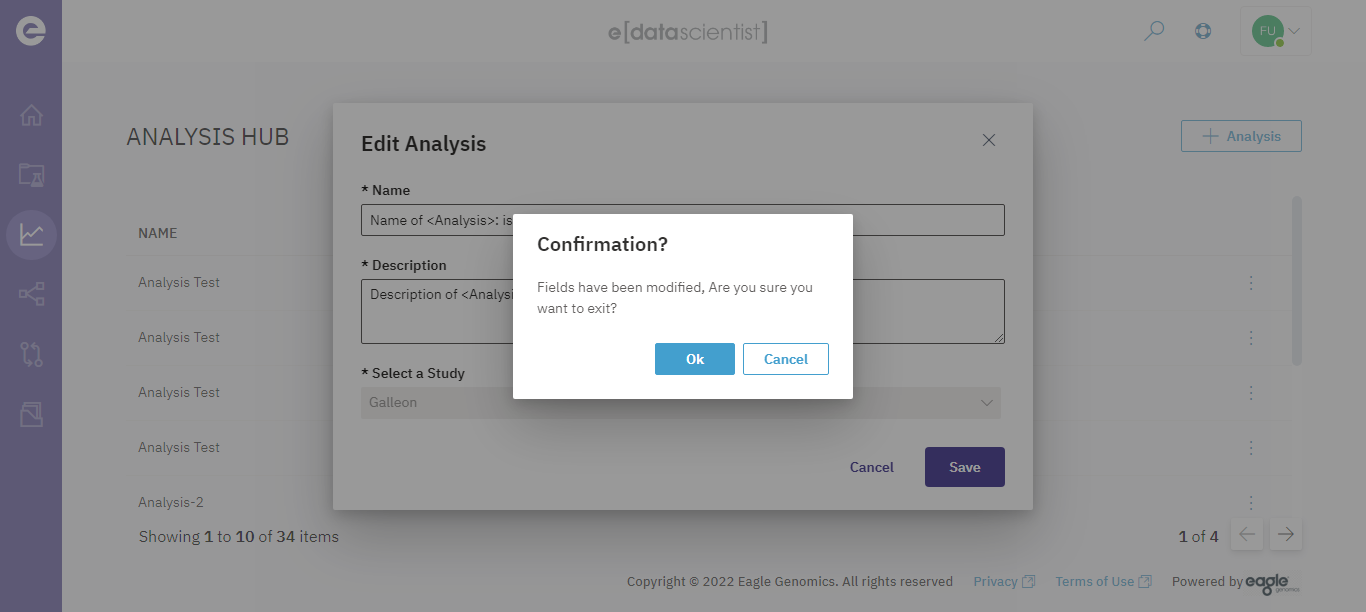 e[datascientist]
FU
ANALYSIS HUB
Analysis
Edit Analysis
* Name
Name of <Analysis>: is
NAME
Confirmation?
* Description
Fields have been modified, Are you sure you
want to exit?
Description of <Analysi
Analysis Test
Analysis Test
Ok
Cancel
* Select a Study
Galleon
Analysis Test
Analysis Test
Cancel
Save
Analysis-2
Showing 1 to 10 of 34 items
1 of 4
Copyright © 2022 Eagle Genomics. All rights reserved
Privacy
Terms of Use
Powered by eagle genomics